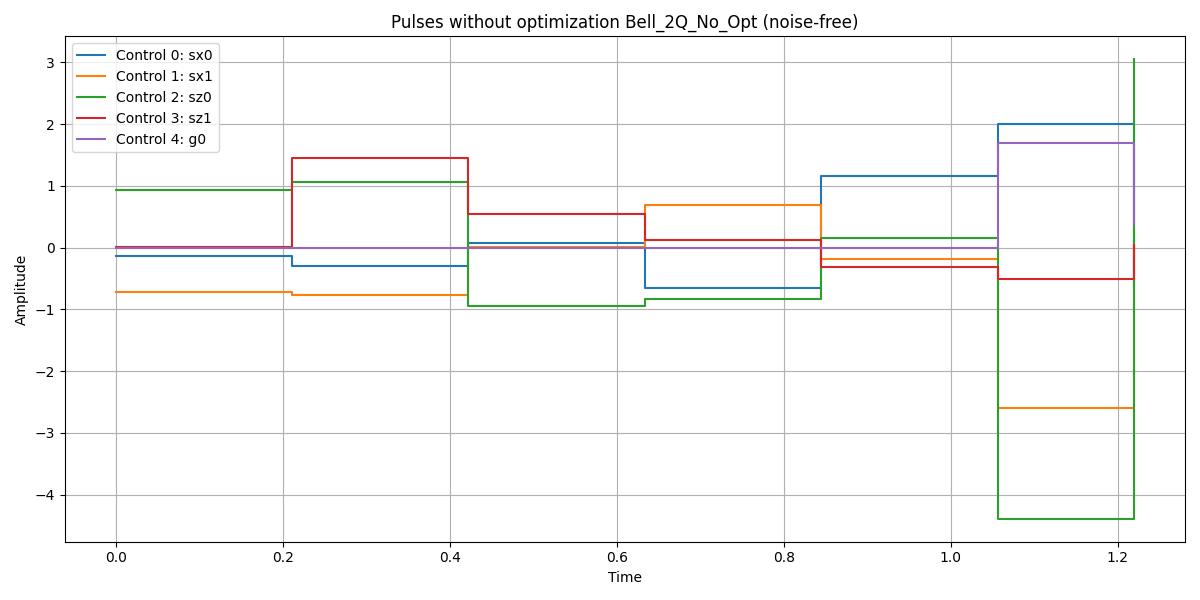 Pulses without optimization Bell_2Q_No_Opt (noise-free)
Control 0: sx0
Control 1: sx1
Control 2: sz0
Control 3: sz1
Control 4: g0
Amplitude
3
2
1
0
−1
−2
−3
−4
0.0 0.2 0.4 0.6 0.8 1.0 1.2
Time